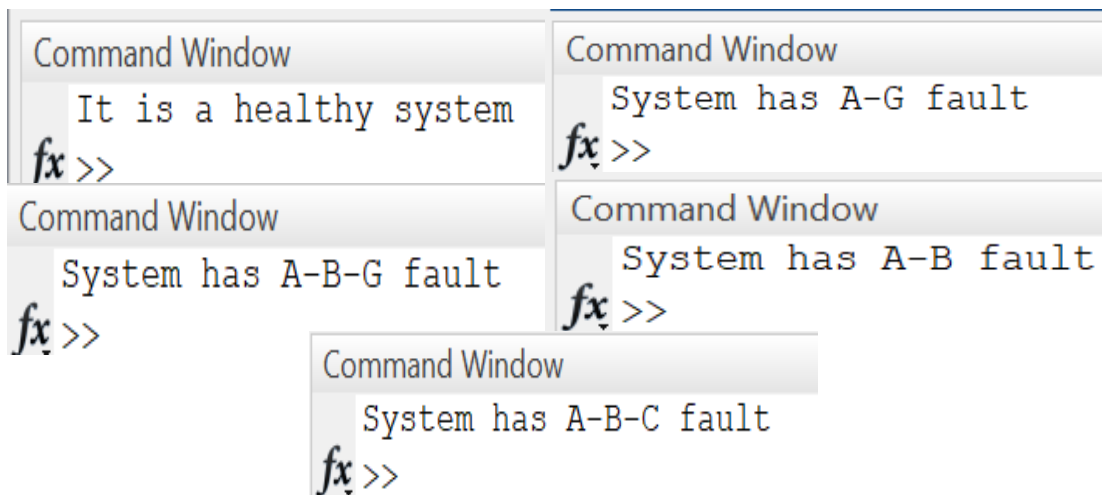 Command Window
It is a healthy system
fx >>
Command Window
System has A-G fault
fx >>
Command Window
System has A-B-G fault
fx >>
Command Window
System has A-B fault
fx >>
Command Window
System has A-B-C fault
fx >>